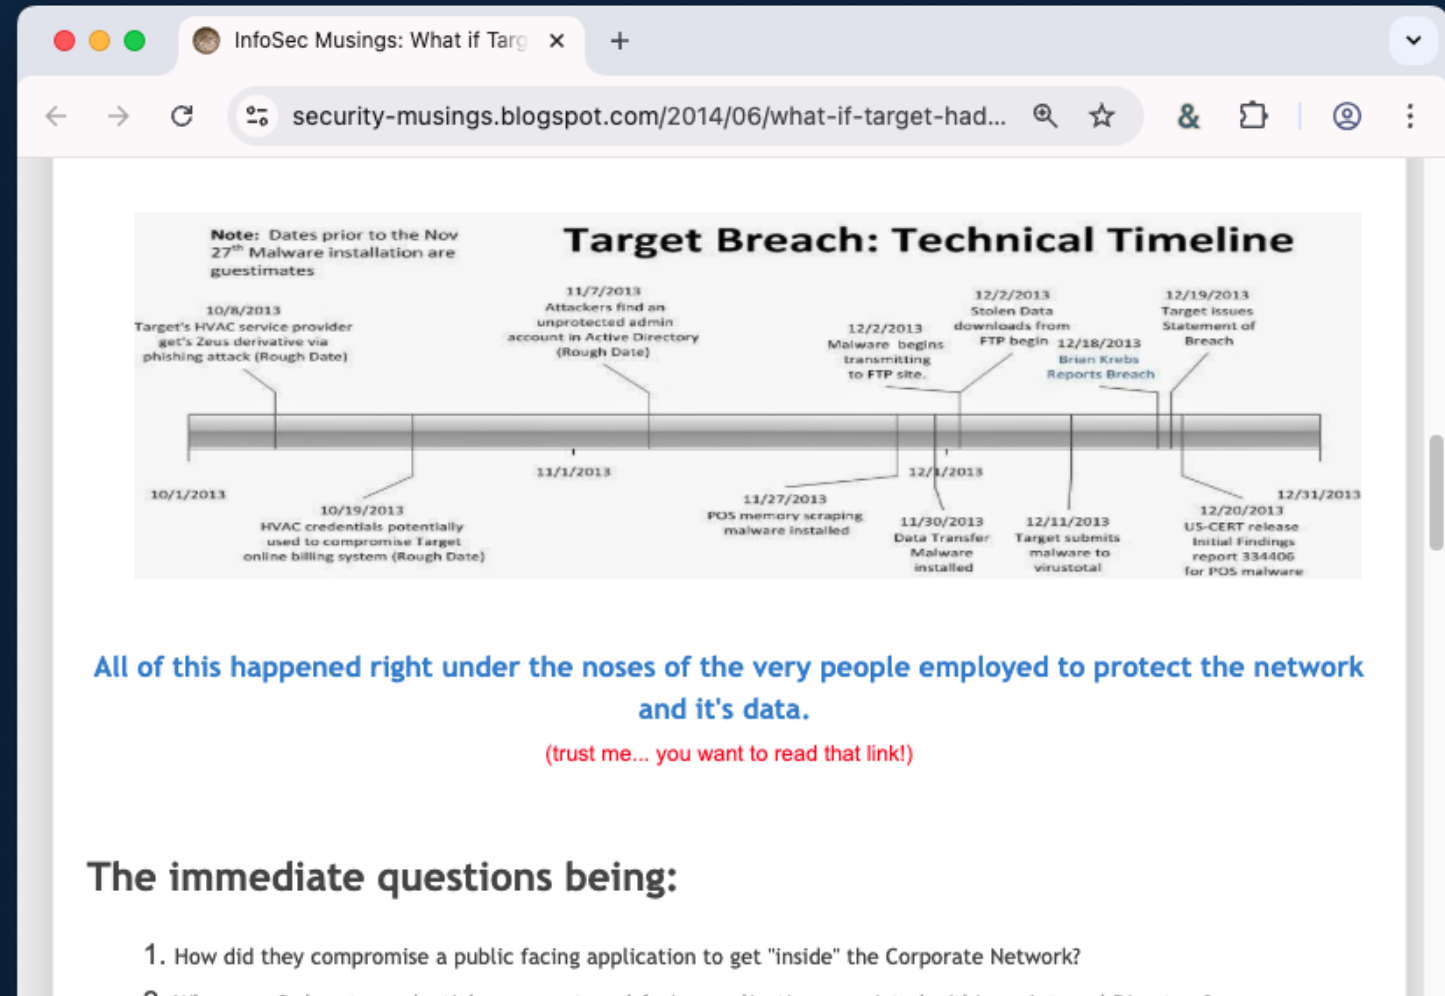 InfoSec Musings: What if Targ
security-musings.blogspot.com/2014/06/what-if-target-had...
Note: Dates prior to the Nov
27th Malware installation are
guestimates
Target Breach: Technical Timeline
10/8/2013
Target's HVAC service provider
get's Zeus derivative via
phishing attack (Rough Date)
11/7/2013
Attackers find an
unprotected admin
account in Active Directory
(Rough Date)
12/2/2013
Malware begins
transmitting
to FTP site.
12/2/2013
Stolen Data
downloads from
FTP begin
12/18/2013
Brian Krebs
Reports Breach
12/19/2013
Target issues
Statement of
Breach
10/1/2013
11/1/2013
12/1/2013
12/31/2013
10/19/2013
HVAC credentials potentially
used to compromise Target
online billing system (Rough Date)
11/27/2013
POS memory scraping
malware installed
11/30/2013
Data Transfer
Malware
installed
12/11/2013
Target submits
malware to
virustotal
12/20/2013
US-CERT release
Initial Findings
report 334406
for POS malware
All of this happened right under the noses of the very people employed to protect the network
and it's data.
(trust me... you want to read that link!)
The immediate questions being:
1. How did they compromise a public facing application to get "inside" the Corporate Network?